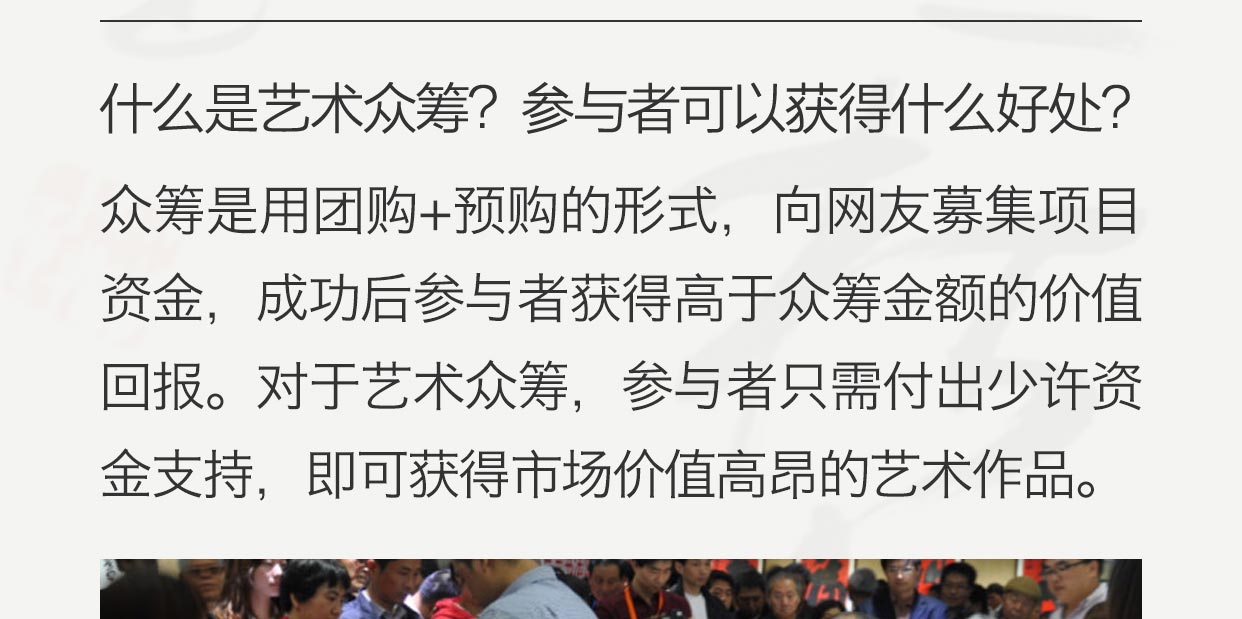 什么是艺术众筹？参与者可以获得什么好处？
众筹是用团购+预购的形式，向网友募集项目
资金，成功后参与者获得高于众筹金额的价值
回报。对于艺术众筹，参与者只需付出少许资
金支持，即可获得市场价值高昂的艺术作品。